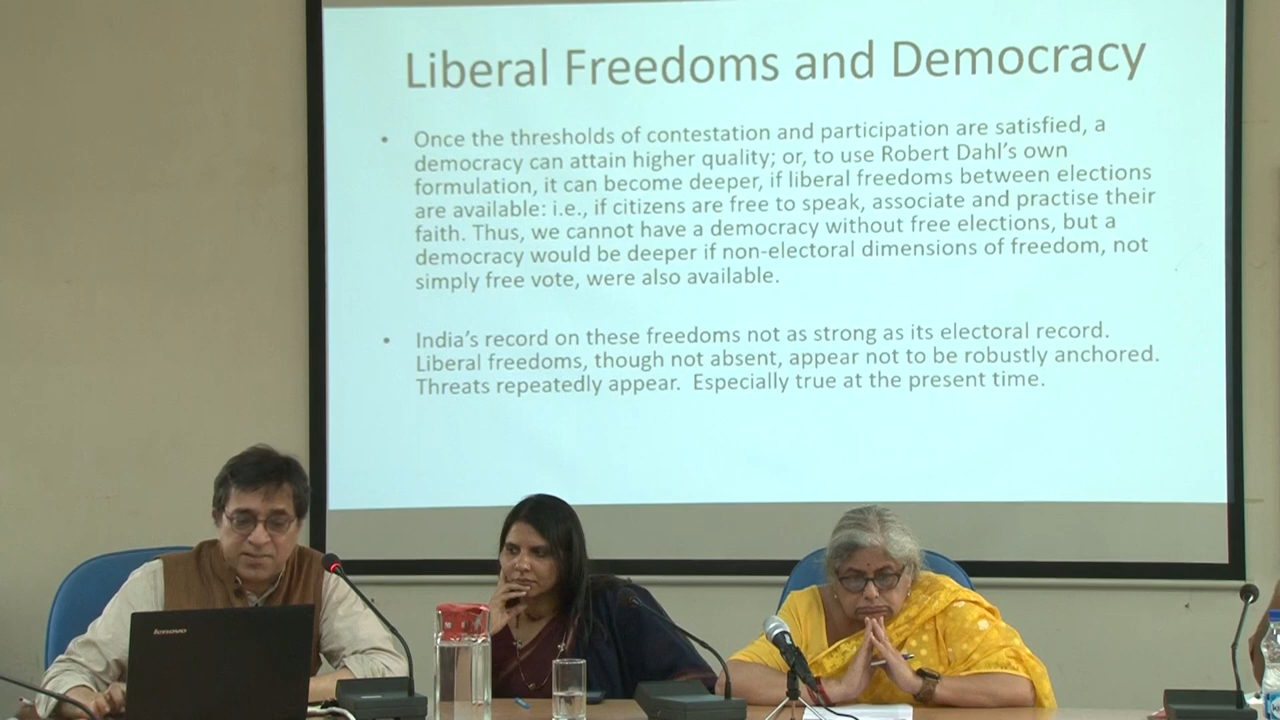 Liberal Freedoms and Democracy
• Once the thresholds of contestation and participation are satisfied, a
democracy can attain higher quality; or, to use Robert Dahl's own
formulation, it can become deeper, if liberal freedoms between elections
are available: i.e., if citizens are free to speak, associate and practise their
faith. Thus, we cannot have a democracy without free elections, but a
democracy would be deeper if non-electoral dimensions of freedom, not
simply free vote, were also available.
• India's record on these freedoms not as strong as its electoral record.
Liberal freedoms, though not absent, appear not to be robustly anchored.
Threats repeatedly appear.  Especially true at the present time.
lenovo